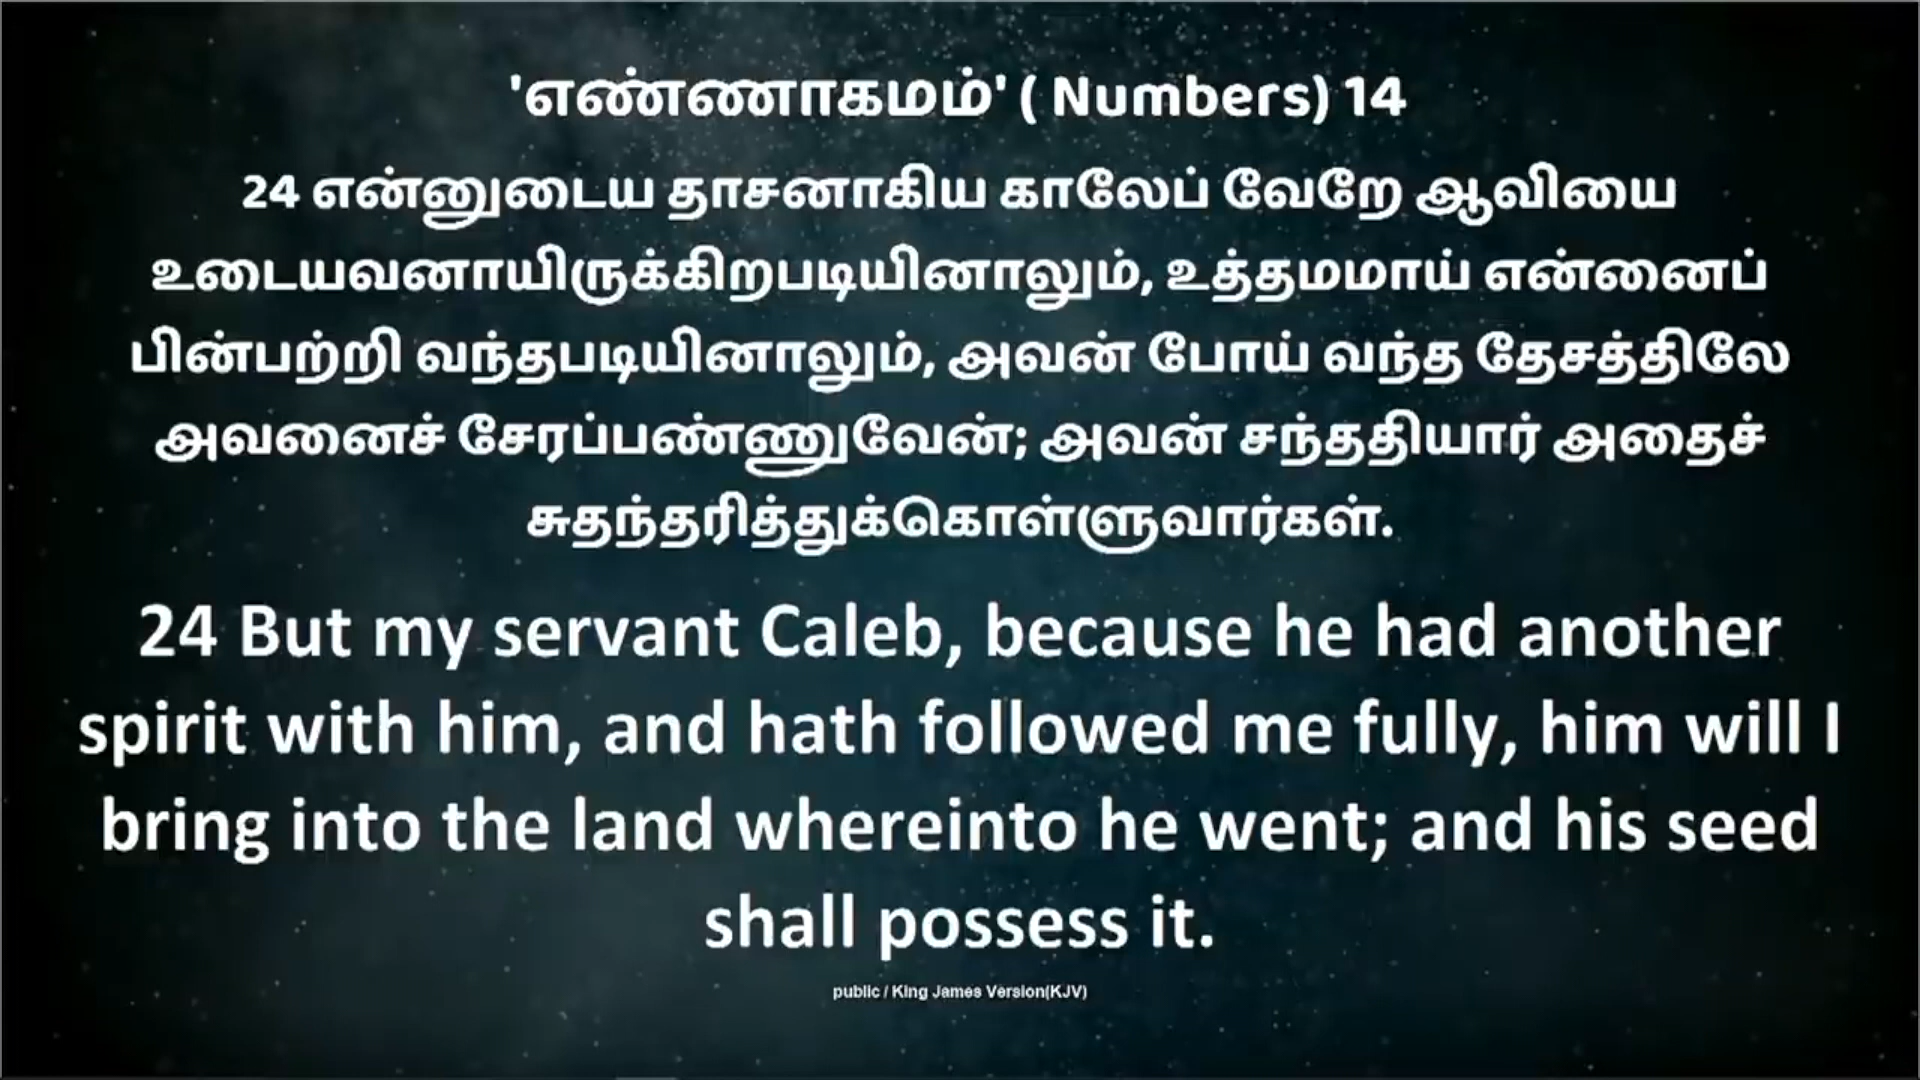 'எண்ணாகமம்' ( Numbers) 14
24 என்னுடைய தாசனாகிய காலேப் வேறே ஆவியை
உடையவனாயிருக்கிறபடியினாலும், உத்தமமாய் என்னைப்
பின்பற்றி வந்தபடியினாலும், அவன் போய் வந்த தேசத்திலே
அவனைச் சேரப்பண்ணுவேன்; அவன் சந்ததியார் அதைச்
சுதந்தரித்துக்கொள்ளுவார்கள்.
24 But my servant Caleb, because he had another
spirit with him, and hath followed me fully, him will I
bring into the land whereinto he went; and his seed
shall possess it.
public / King James Version(KJV)